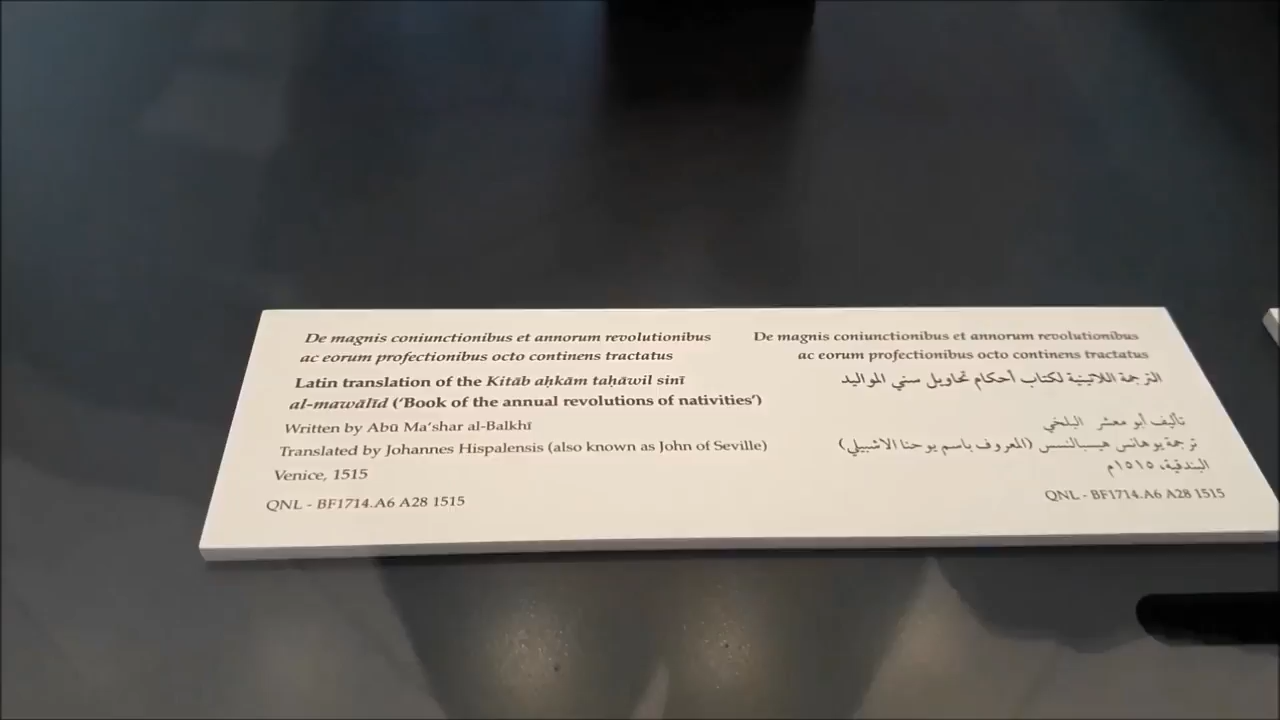 De magnis coniunctionibus et annorum revolutionibus
ac eorum profectionibus octo continens tractatus
Latin translation of the Kitāb aḥkām taḥāwil sinī
al-mawālīd (‘Book of the annual revolutions of nativities’)
Written by Abū Ma‘shar al-Balkhī
Translated by Johannes Hispalensis (also known as John of Seville)
Venice, 1515
QNL - BF1714.A6 A28 1515
De magnis coniunctionibus et annorum revolutionibus
ac eorum profectionibus octo continens tractatus
الترجمة اللاتينية لكتاب أحكام تحاويل سني المواليد
تأليف أبو معشر البلخي
ترجمة يوهانس هيسبالنسس (المعروف باسم يوحنا الاشبيلي)
البندقية، ١٥١٥م
QNL - BF1714.A6 A28 1515